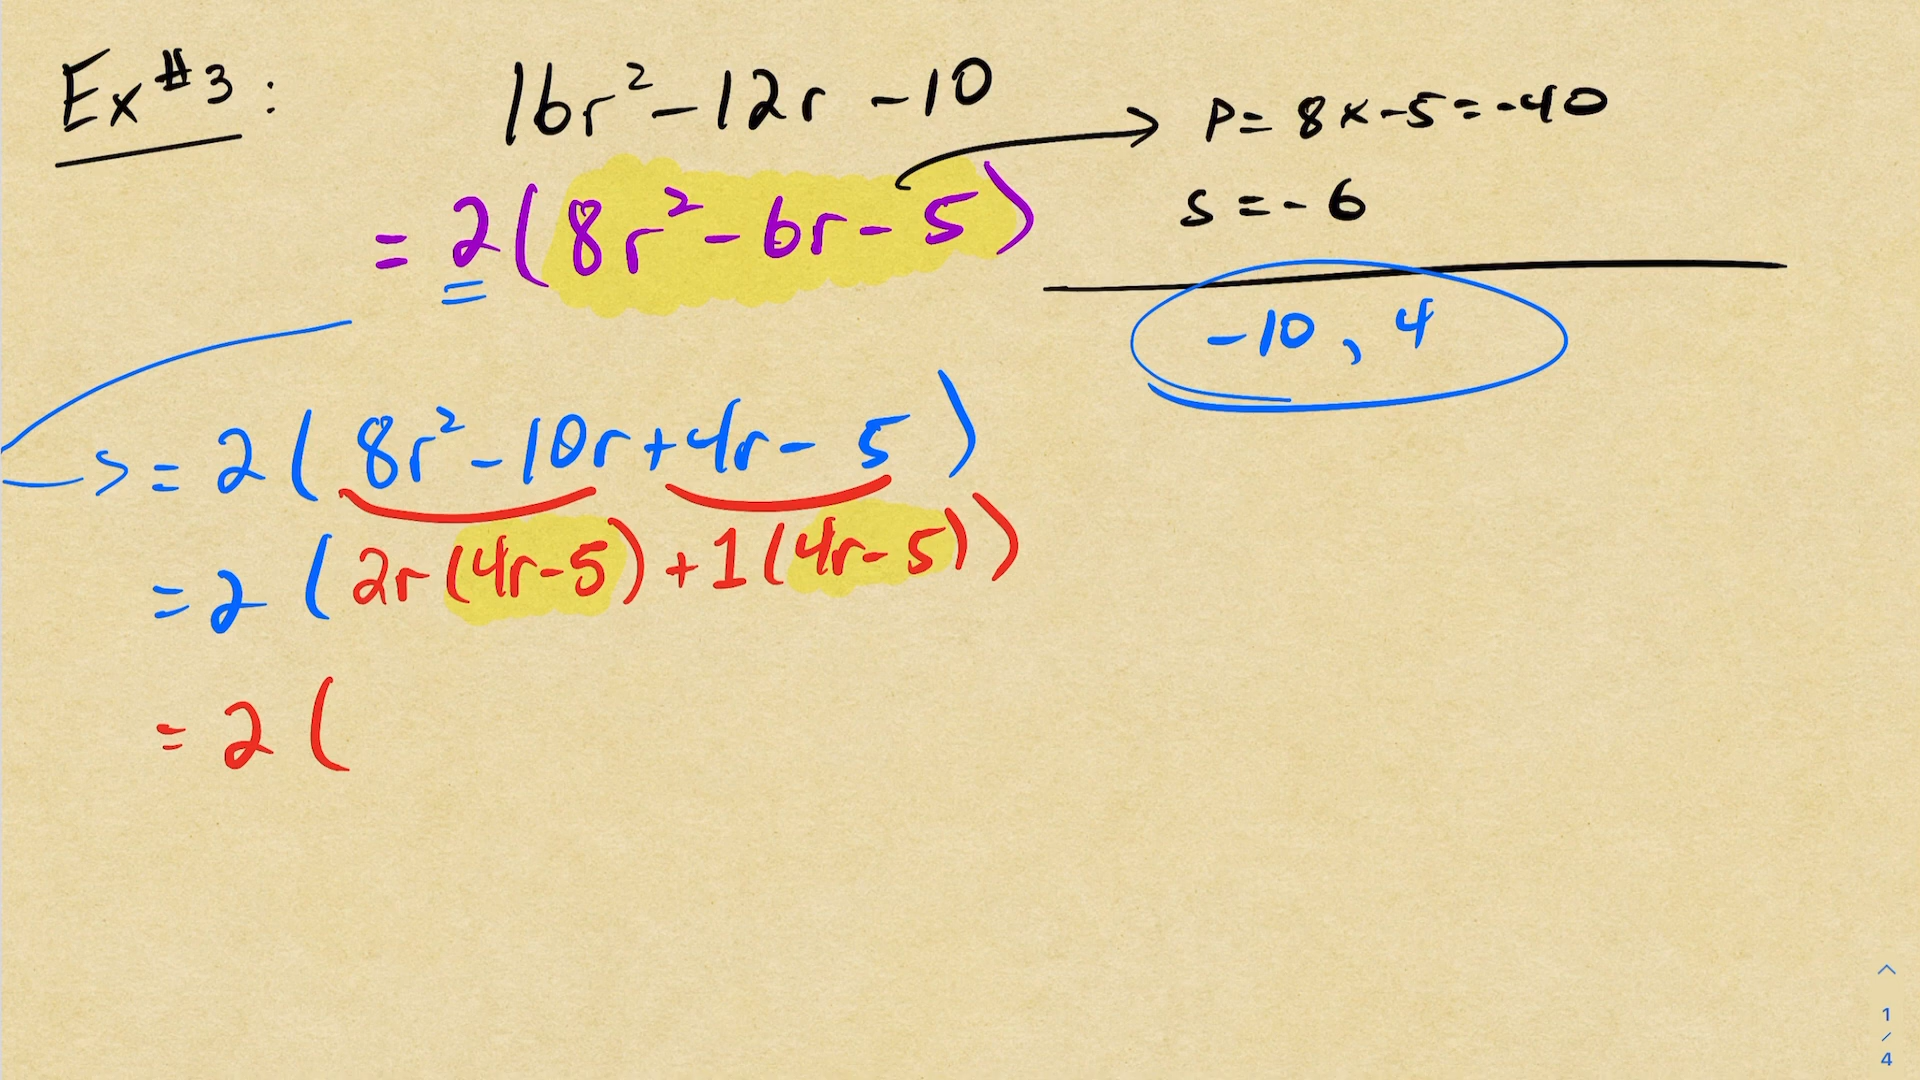 Ex #3 :
16r² - 12r - 10
= 2(8r² - 6r - 5)
P = 8 x -5 = -40
S = -6
-10 , 4
= 2( 8r² - 10r + 4r - 5 )
= 2 ( 2r(4r-5) + 1(4r-5))
= 2 (
1
/
4